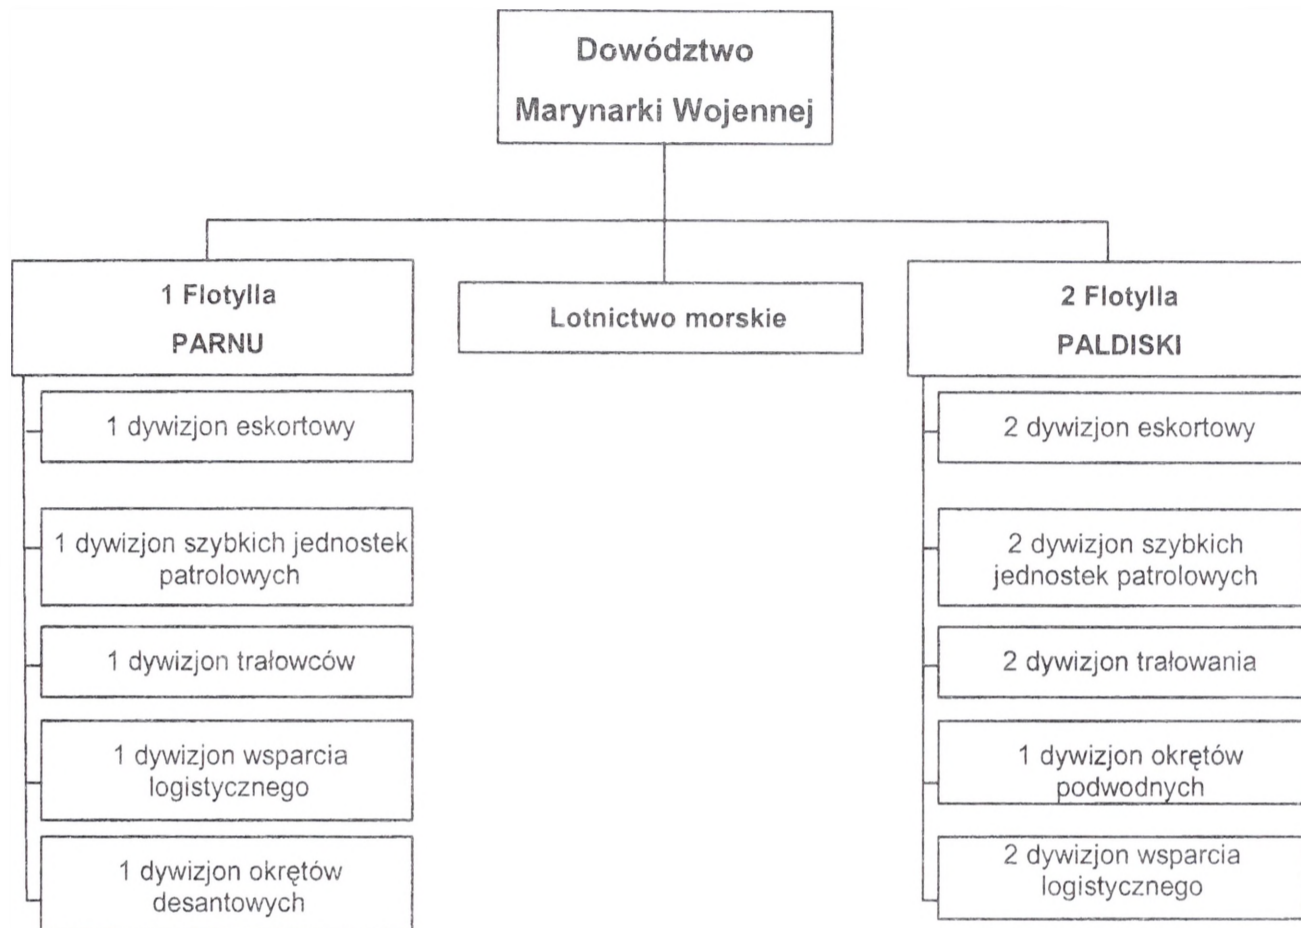 Dowództwo
Marynarki Wojennej
1 Flotylla
PARNU
Lotnictwo morskie
2 Flotylla
PALDISKI
1 dywizjon eskortowy
1 dywizjon szybkich jednostek
patrolowych
1 dywizjon trałowców
1 dywizjon wsparcia
logistycznego
1 dywizjon okrętów
desantowych
2 dywizjon eskortowy
2 dywizjon szybkich
jednostek patrolowych
2 dywizjon trałowania
1 dywizjon okrętów
podwodnych
2 dywizjon wsparcia
logistycznego